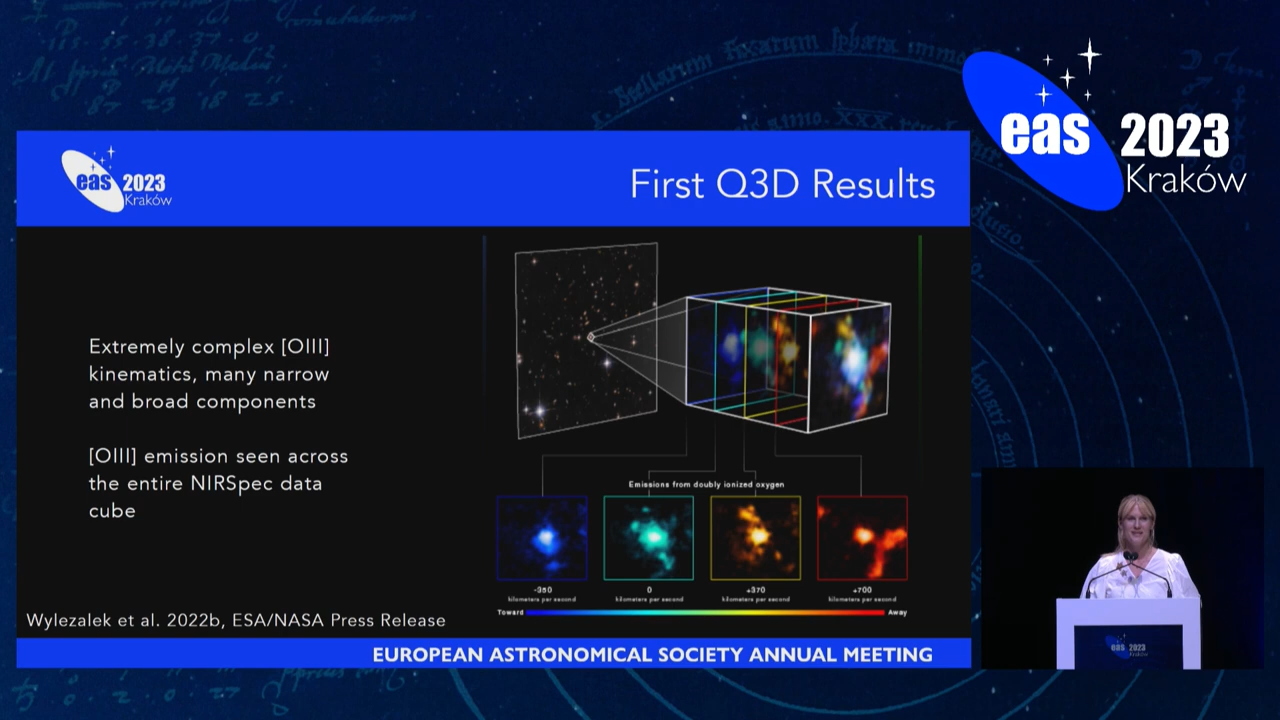 eas 2023
Kraków
eas 2023
Kraków
First Q3D Results
Extremely complex [OIII]
kinematics, many narrow
and broad components
[OIII] emission seen across
the entire NIRSpec data
cube
Emissions from doubly ionized oxygen
-350
kilometers per second
0
kilometers per second
+370
kilometers per second
+700
kilometers per second
Toward
Away
Wylezalek et al. 2022b, ESA/NASA Press Release
EUROPEAN ASTRONOMICAL SOCIETY ANNUAL MEETING
eas 2023
Kraków